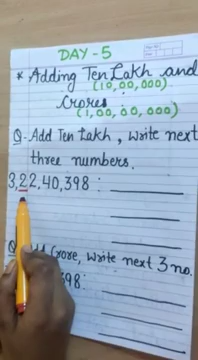 DAY - 5
* Adding Ten Lakh and
(10,00,000)
Crores :
(1,00,00,000)
Q. Add Ten Lakh, Write next
three numbers.
3,22,40,398 :
Crore, Write next 3 no.
98: